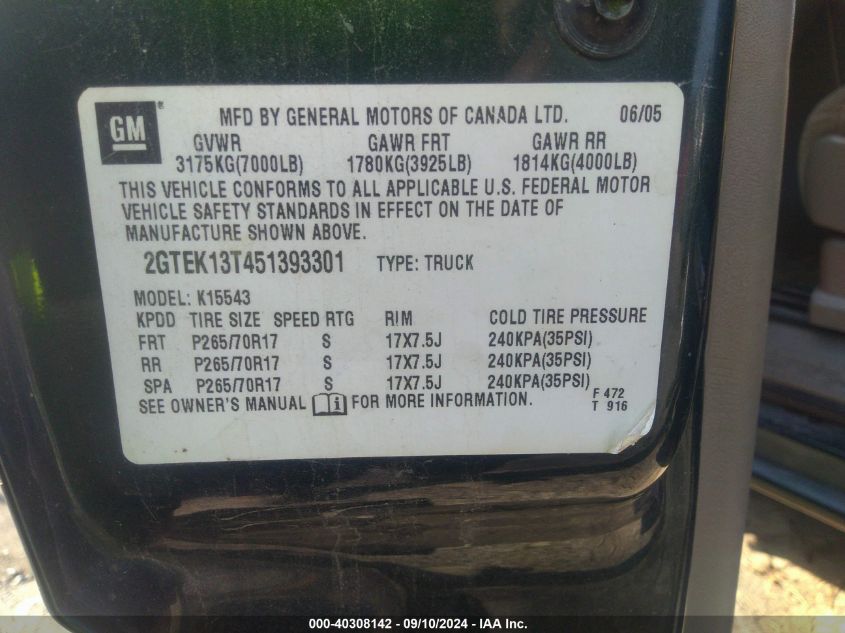 GM®
MFD BY GENERAL MOTORS OF CANADA LTD. 06/05
GVWR GAWR FRT GAWR RR
3175KG(7000LB) 1780KG(3925LB) 1814KG(4000LB)
THIS VEHICLE CONFORMS TO ALL APPLICABLE U.S. FEDERAL MOTOR
VEHICLE SAFETY STANDARDS IN EFFECT ON THE DATE OF
MANUFACTURE SHOWN ABOVE.
2GTEK13T451393301 TYPE: TRUCK
MODEL: K15543
KPDD TIRE SIZE SPEED RTG RIM COLD TIRE PRESSURE
FRT P265/70R17 S 17X7.5J 240KPA(35PSI)
RR P265/70R17 S 17X7.5J 240KPA(35PSI)
SPA P265/70R17 S 17X7.5J 240KPA(35PSI)
SEE OWNER'S MANUAL i FOR MORE INFORMATION.
F 472
T 916
000-40308142 - 09/10/2024 - IAA Inc.